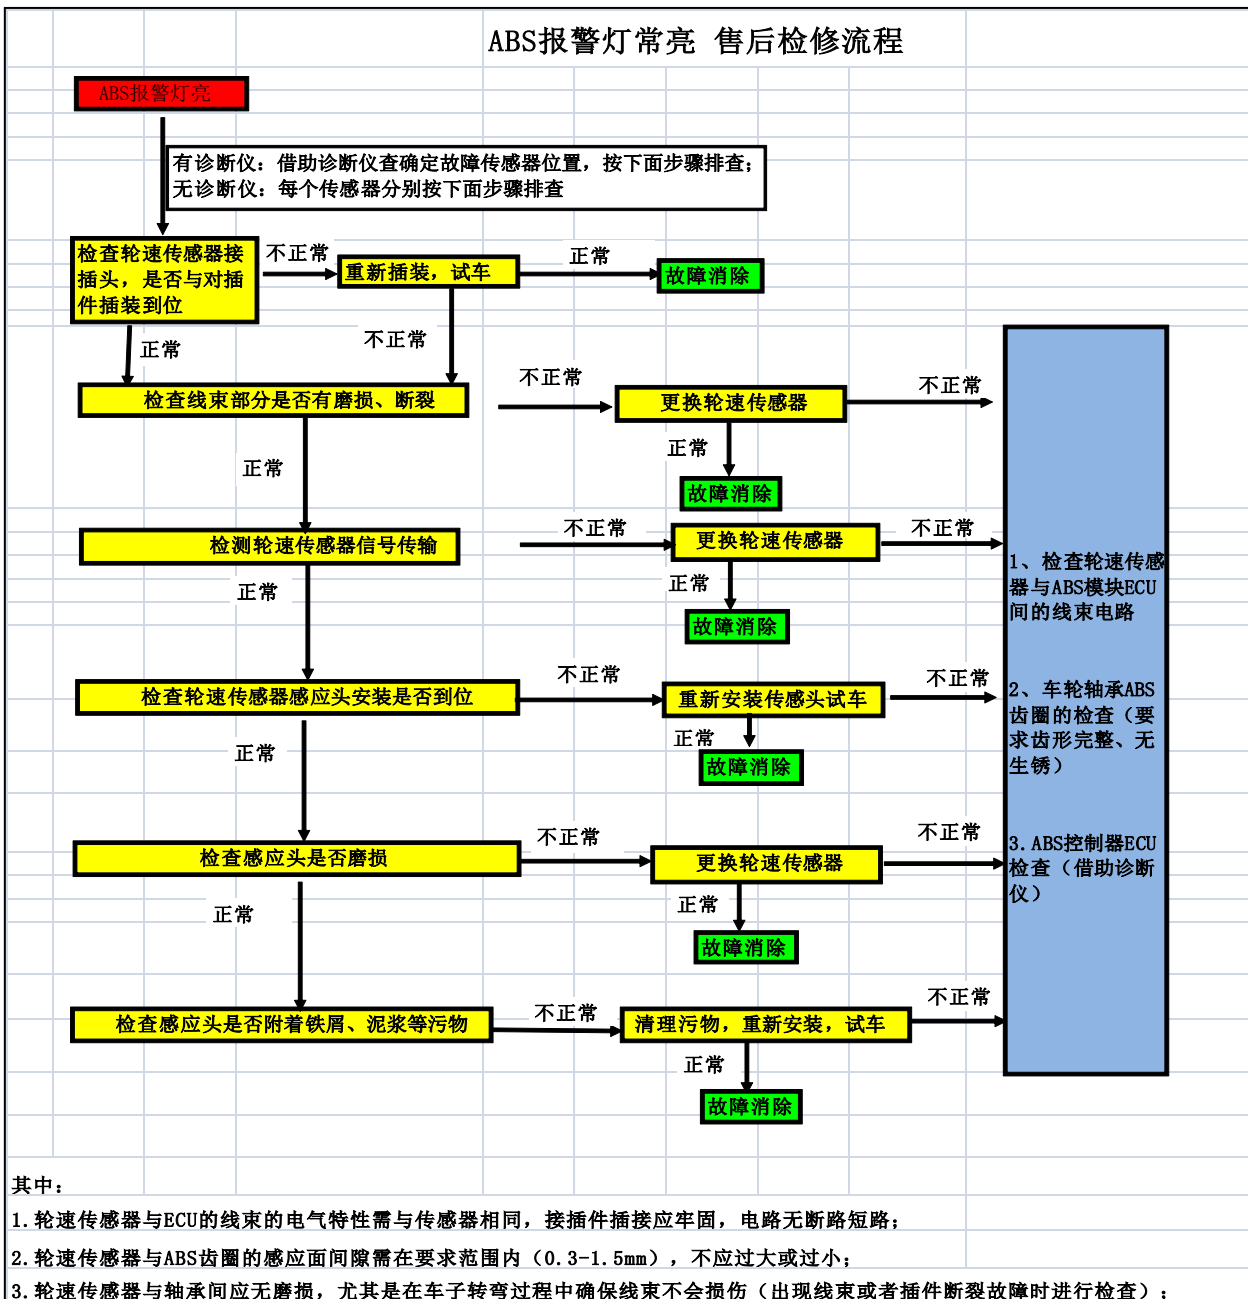 ABS报警灯常亮 售后检修流程
ABS报警灯亮
有诊断仪：借助诊断仪查确定故障传感器位置，按下面步骤排查；
无诊断仪：每个传感器分别按下面步骤排查
检查轮速传感器接
插头，是否与对插
件插装到位
不正常
重新插装，试车
正常
故障消除
正常
不正常
检查线束部分是否有磨损、断裂
不正常
更换轮速传感器
不正常
正常
故障消除
正常
检测轮速传感器信号传输
不正常
更换轮速传感器
不正常
正常
故障消除
正常
检查轮速传感器感应头安装是否到位
不正常
重新安装传感头试车
不正常
正常
故障消除
正常
检查感应头是否磨损
不正常
更换轮速传感器
不正常
正常
故障消除
正常
检查感应头是否附着铁屑、泥浆等污物
不正常
清理污物，重新安装，试车
不正常
正常
故障消除
1、检查轮速传感
器与ABS模块ECU
间的线束电路
2、车轮轴承ABS
齿圈的检查（要
求齿形完整、无
生锈）
3.ABS控制器ECU
检查（借助诊断
仪）
其中：
1.轮速传感器与ECU的线束的电气特性需与传感器相同，接插件插接应牢固，电路无断路短路；
2.轮速传感器与ABS齿圈的感应面间隙需在要求范围内（0.3-1.5mm），不应过大或过小；
3.轮速传感器与轴承间应无磨损，尤其是在车子转弯过程中确保线束不会损伤（出现线束或者插件断裂故障时进行检查）；